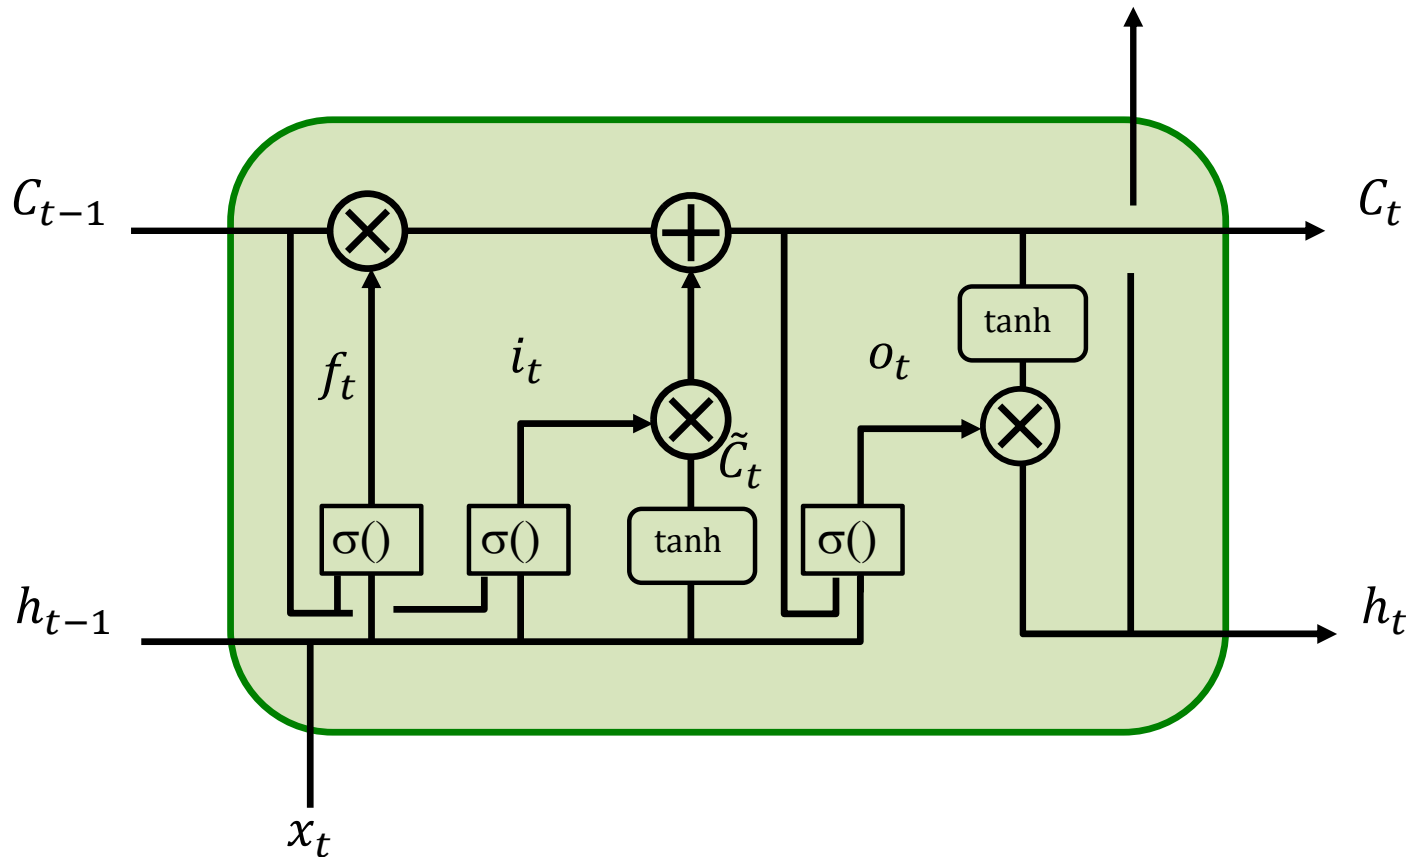 C_{t−1}
C_t
tanh
f_t
i_t
o_t
C̃_t
σ()
σ()
tanh
σ()
h_{t−1}
h_t
x_t